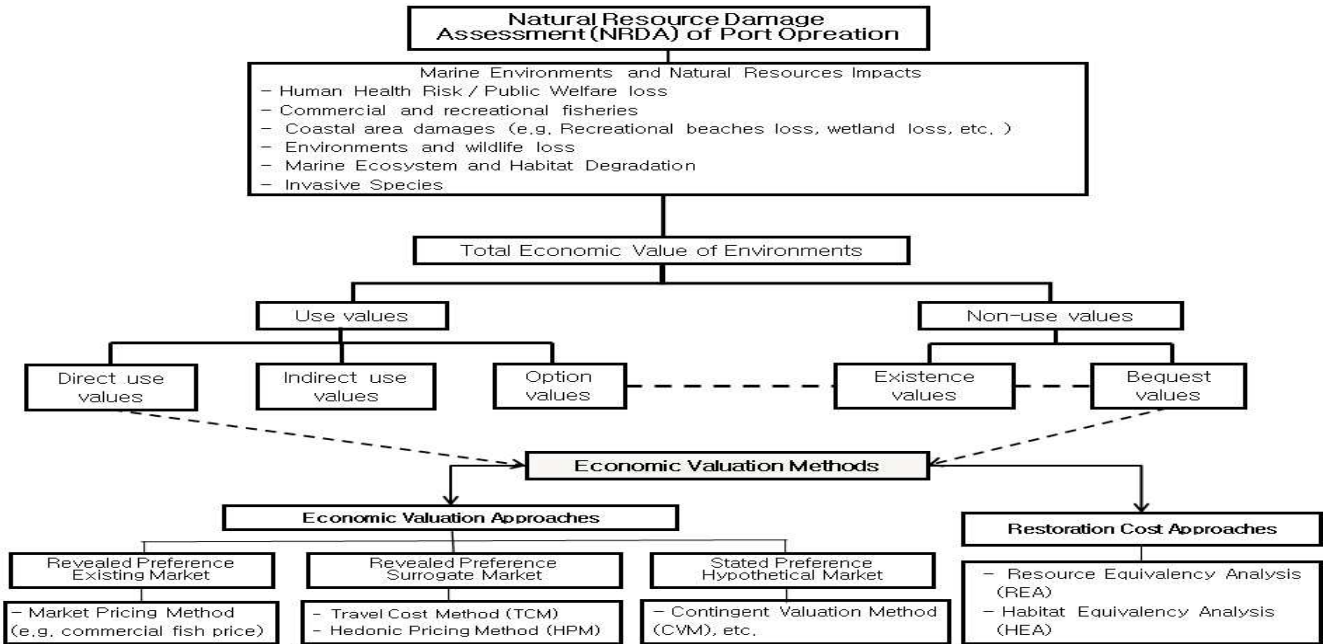 Natural Resource Damage
Assessment(NRDA) of Port Opreation
Marine Environments and Natural Resources Impacts
- Human Health Risk / Public Welfare loss
- Commercial and recreational fisheries
- Coastal area damages (e.g. Recreational beaches loss, wetland loss, etc. )
- Environments and wildlife loss
- Marine Ecosystem and Habitat Degradation
- Invasive Species
Total Economic Value of Environments
Use values
Non-use values
Direct use
values
Indirect use
values
Option
values
Existence
values
Bequest
values
Economic Valuation Methods
Economic Valuation Approaches
Restoration Cost Approaches
Revealed Preference
Existing Market
Revealed Preference
Surrogate Market
Stated Preference
Hypothetical Market
- Market Pricing Method
(e.g. commercial fish price)
- Travel Cost Method (TCM)
- Hedonic Pricing Method (HPM)
- Contingent Valuation Method
(CVM), etc.
- Resource Equivalency Analysis
(REA)
- Habitat Equivalency Analysis
(HEA)